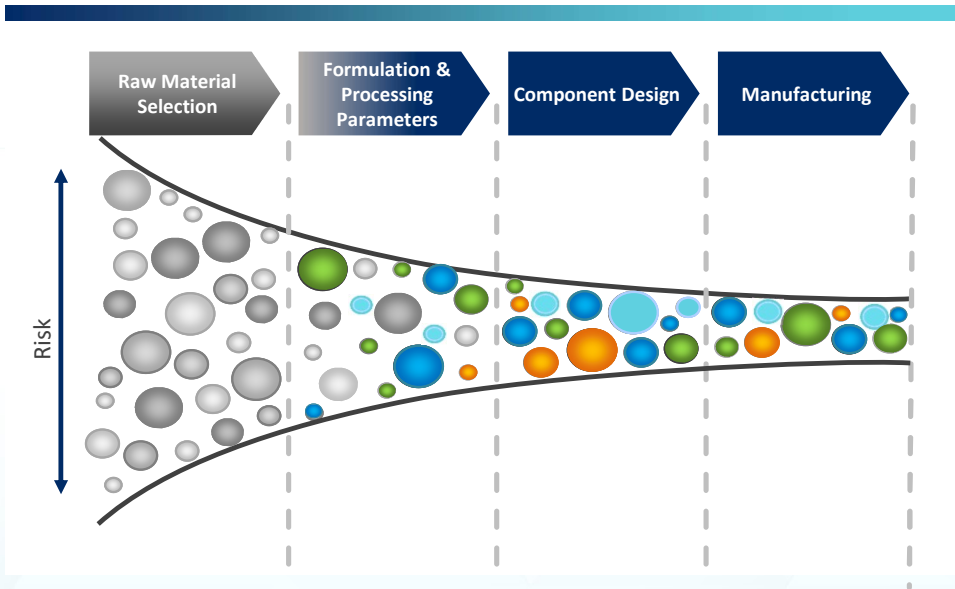 Raw Material
Selection
Formulation &
Processing
Parameters
Component Design
Manufacturing
Risk